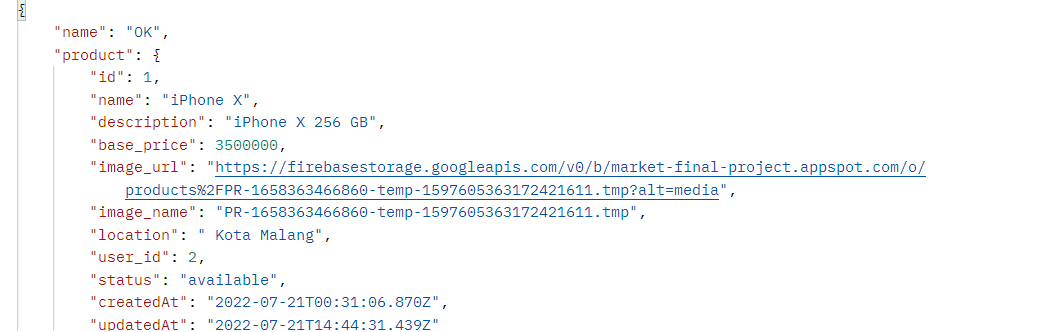 {
"name": "OK",
"product": {
"id": 1,
"name": "iPhone X",
"description": "iPhone X 256 GB",
"base_price": 3500000,
"image_url": "https://firebasestorage.googleapis.com/v0/b/market-final-project.appspot.com/o/
products%2FPR-1658363466860-temp-1597605363172421611.tmp?alt=media",
"image_name": "PR-1658363466860-temp-1597605363172421611.tmp",
"location": " Kota Malang",
"user_id": 2,
"status": "available",
"createdAt": "2022-07-21T00:31:06.870Z",
"updatedAt": "2022-07-21T14:44:31.439Z"